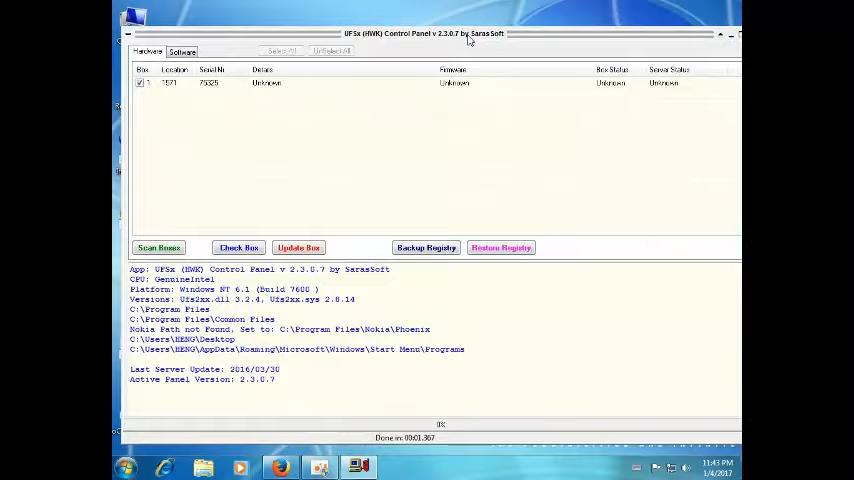 UFSx (HWK) Control Panel v 2.3.0.7 by SarasSoft
Hardware Software Select All UnSelect All
Box Location Serial Nr Details Firmware Box Status Server Status
1 1571 75325 Unknown Unknown Unknown Unknown
Scan Boxes Check Box Update Box Backup Registry Restore Registry
App: UFSx (HWK) Control Panel v 2.3.0.7 by SarasSoft
CPU: GenuineIntel
Platform: Windows NT 6.1 (Build 7600 )
Versions: Ufs2xx.dll 3.2.4, Ufs2xx.sys 2.8.14
C:\Program Files
C:\Program Files\Common Files
Nokia Path not Found, Set to: C:\Program Files\Nokia\Phoenix
C:\Users\HENG\Desktop
C:\Users\HENG\AppData\Roaming\Microsoft\Windows\Start Menu\Programs
Last Server Update: 2016/03/30
Active Panel Version: 2.3.0.7
0%
Done in: 00:01.367
11:43 PM
1/4/2017